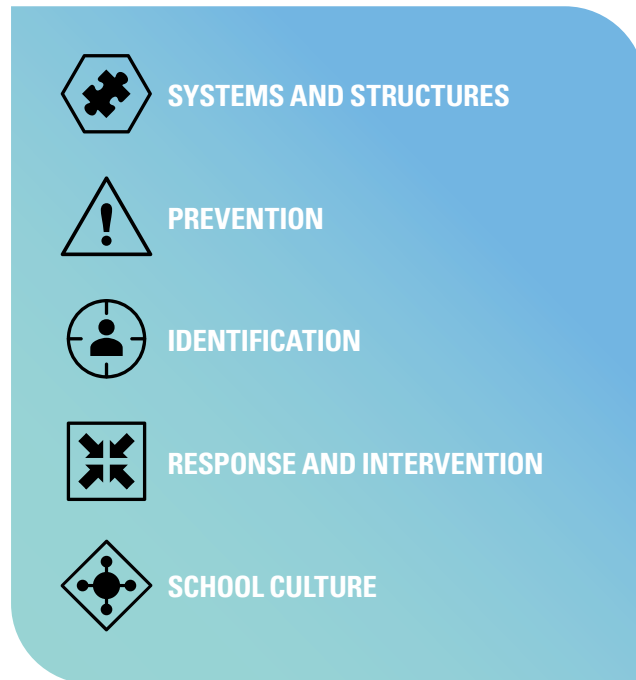 SYSTEMS AND STRUCTURES
PREVENTION
IDENTIFICATION
RESPONSE AND INTERVENTION
SCHOOL CULTURE